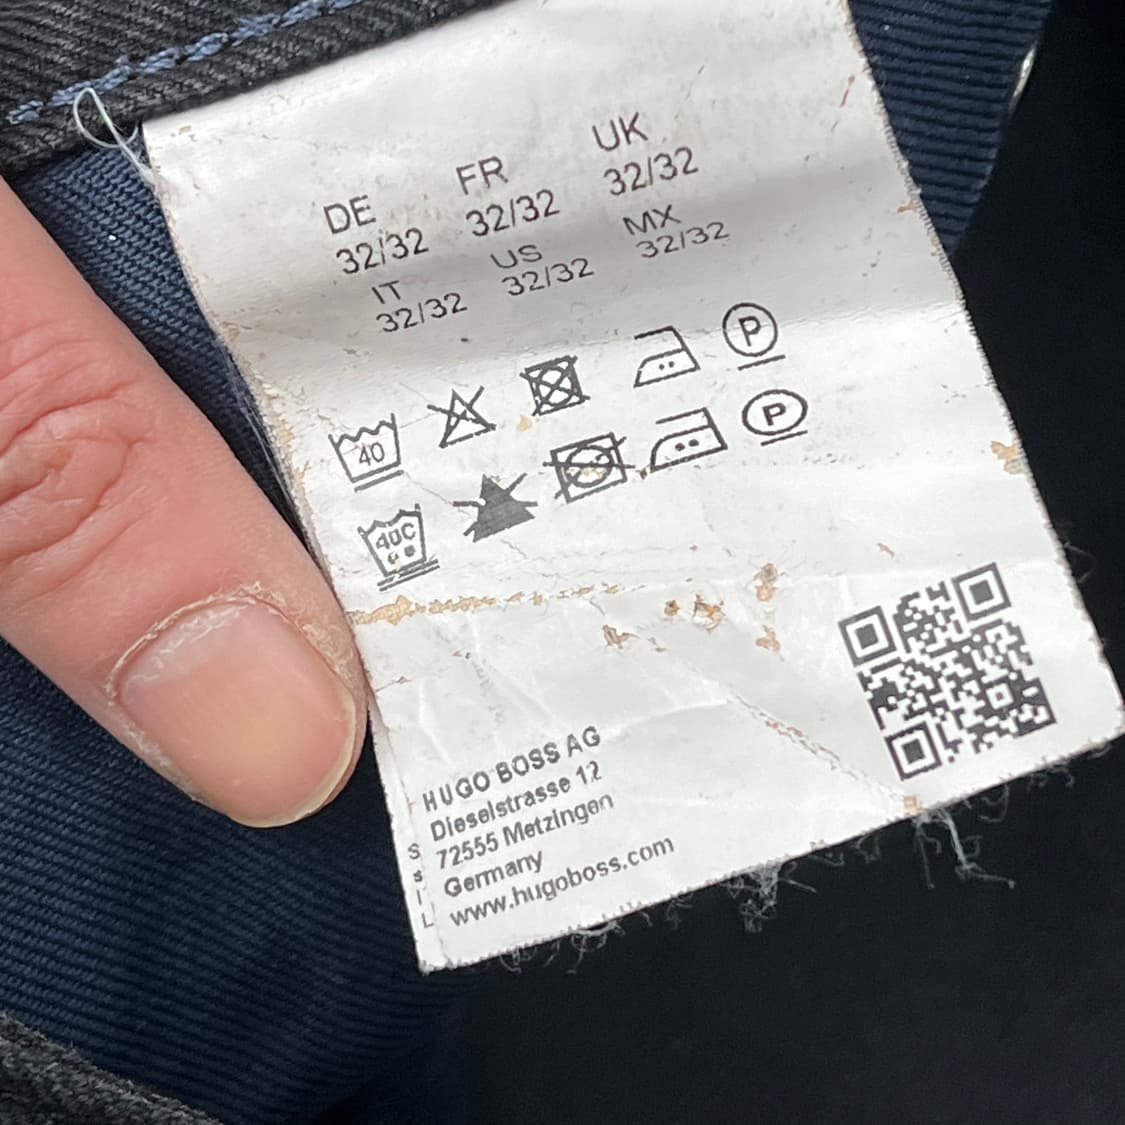 DE FR UK
32/32 32/32 32/32
IT US MX
32/32 32/32 32/32
40 P
40C P
HUGO BOSS AG
Dieselstrasse 12
S 72555 Metzingen
s Germany
I www.hugoboss.com
L